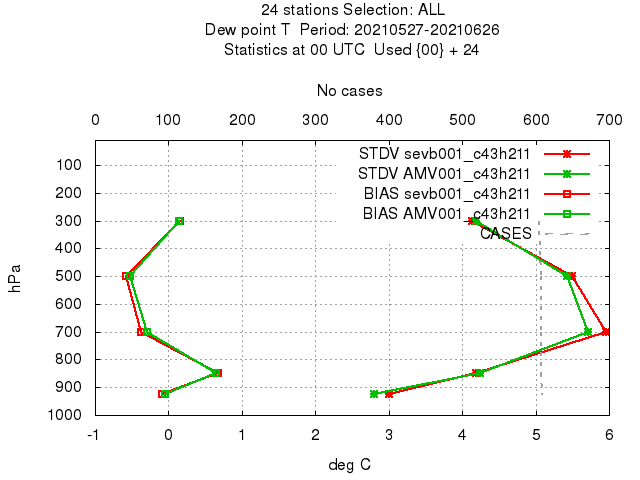 24 stations Selection: ALL
Dew point T  Period: 20210527-20210626
Statistics at 00 UTC  Used {00} + 24
No cases
0 100 200 300 400 500 600 700
STDV sevb001_c43h211
STDV AMV001_c43h211
BIAS sevb001_c43h211
BIAS AMV001_c43h211
CASES
100
200
300
400
500
600
700
800
900
1000
hPa
-1 0 1 2 3 4 5 6
deg C